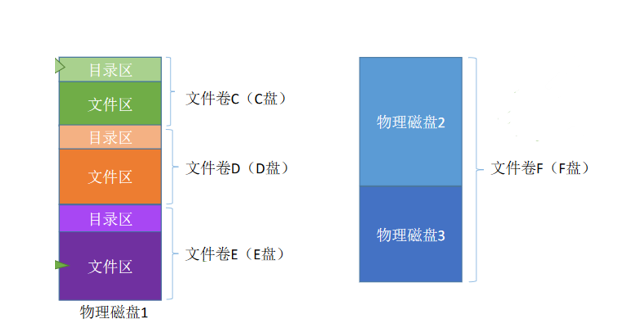 目录区
文件区
文件卷C（C盘）
目录区
文件区
文件卷D（D盘）
目录区
文件区
文件卷E（E盘）
物理磁盘1
物理磁盘2
物理磁盘3
文件卷F（F盘）